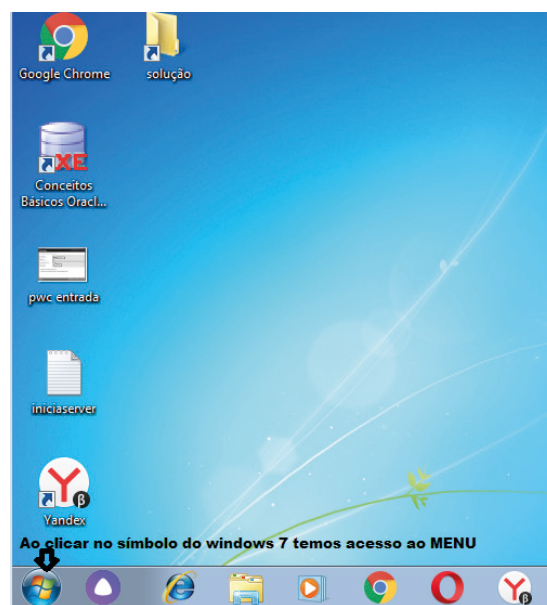 Google Chrome
solução
XE
Conceitos
Básicos Oracl...
pwc entrada
iniciaserver
Y
β
Yandex
Ao clicar no símbolo do windows 7 temos acesso ao MENU
Y
β